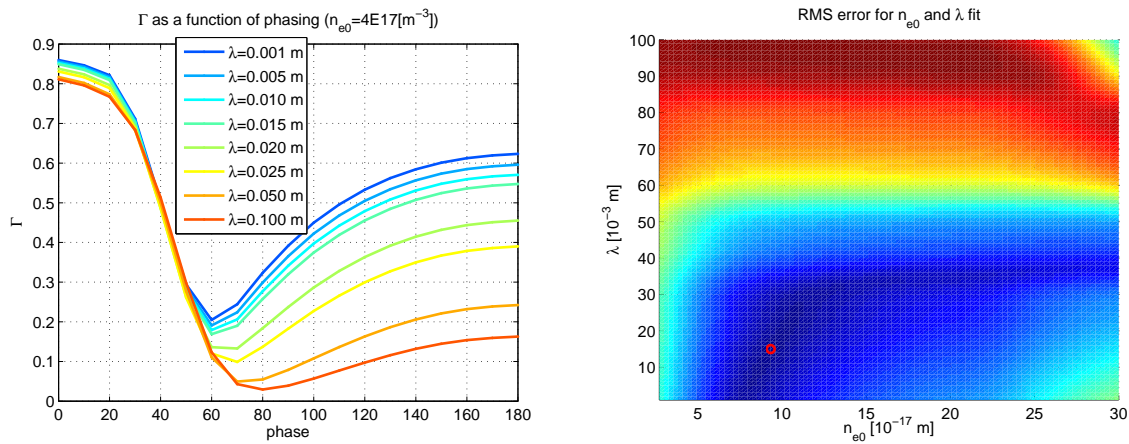 Γ as a function of phasing (n_e0=4E17[m⁻³])
0.9
0.8
0.7
0.6
0.5
0.4
0.3
0.2
0.1
0
Γ
λ=0.001 m
λ=0.005 m
λ=0.010 m
λ=0.015 m
λ=0.020 m
λ=0.025 m
λ=0.050 m
λ=0.100 m
0 20 40 60 80 100 120 140 160 180
phase
RMS error for n_e0 and λ fit
100
90
80
70
60
50
40
30
20
10
λ [10⁻³ m]
5 10 15 20 25 30
n_e0 [10⁻¹⁷ m]